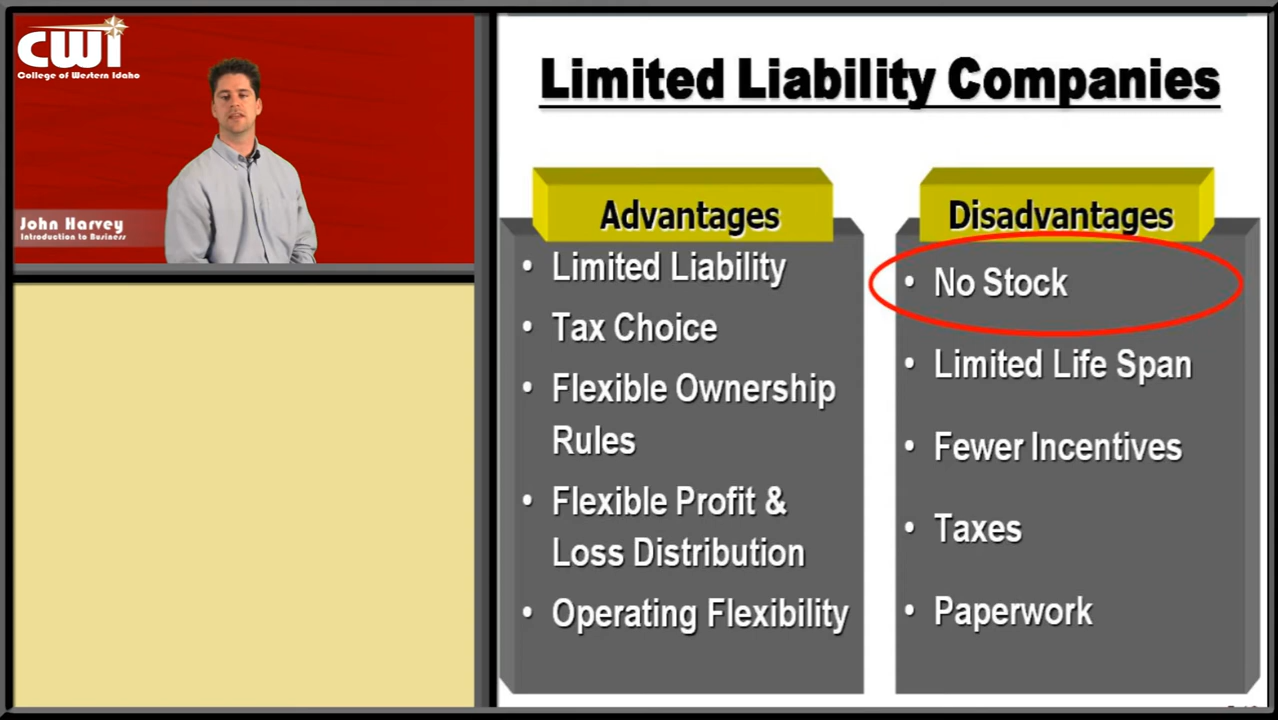 CWI
College of Western Idaho
John Harvey
Introduction to Business
Limited Liability Companies
Advantages
• Limited Liability
• Tax Choice
• Flexible Ownership
Rules
• Flexible Profit &
Loss Distribution
• Operating Flexibility
Disadvantages
• No Stock
• Limited Life Span
• Fewer Incentives
• Taxes
• Paperwork